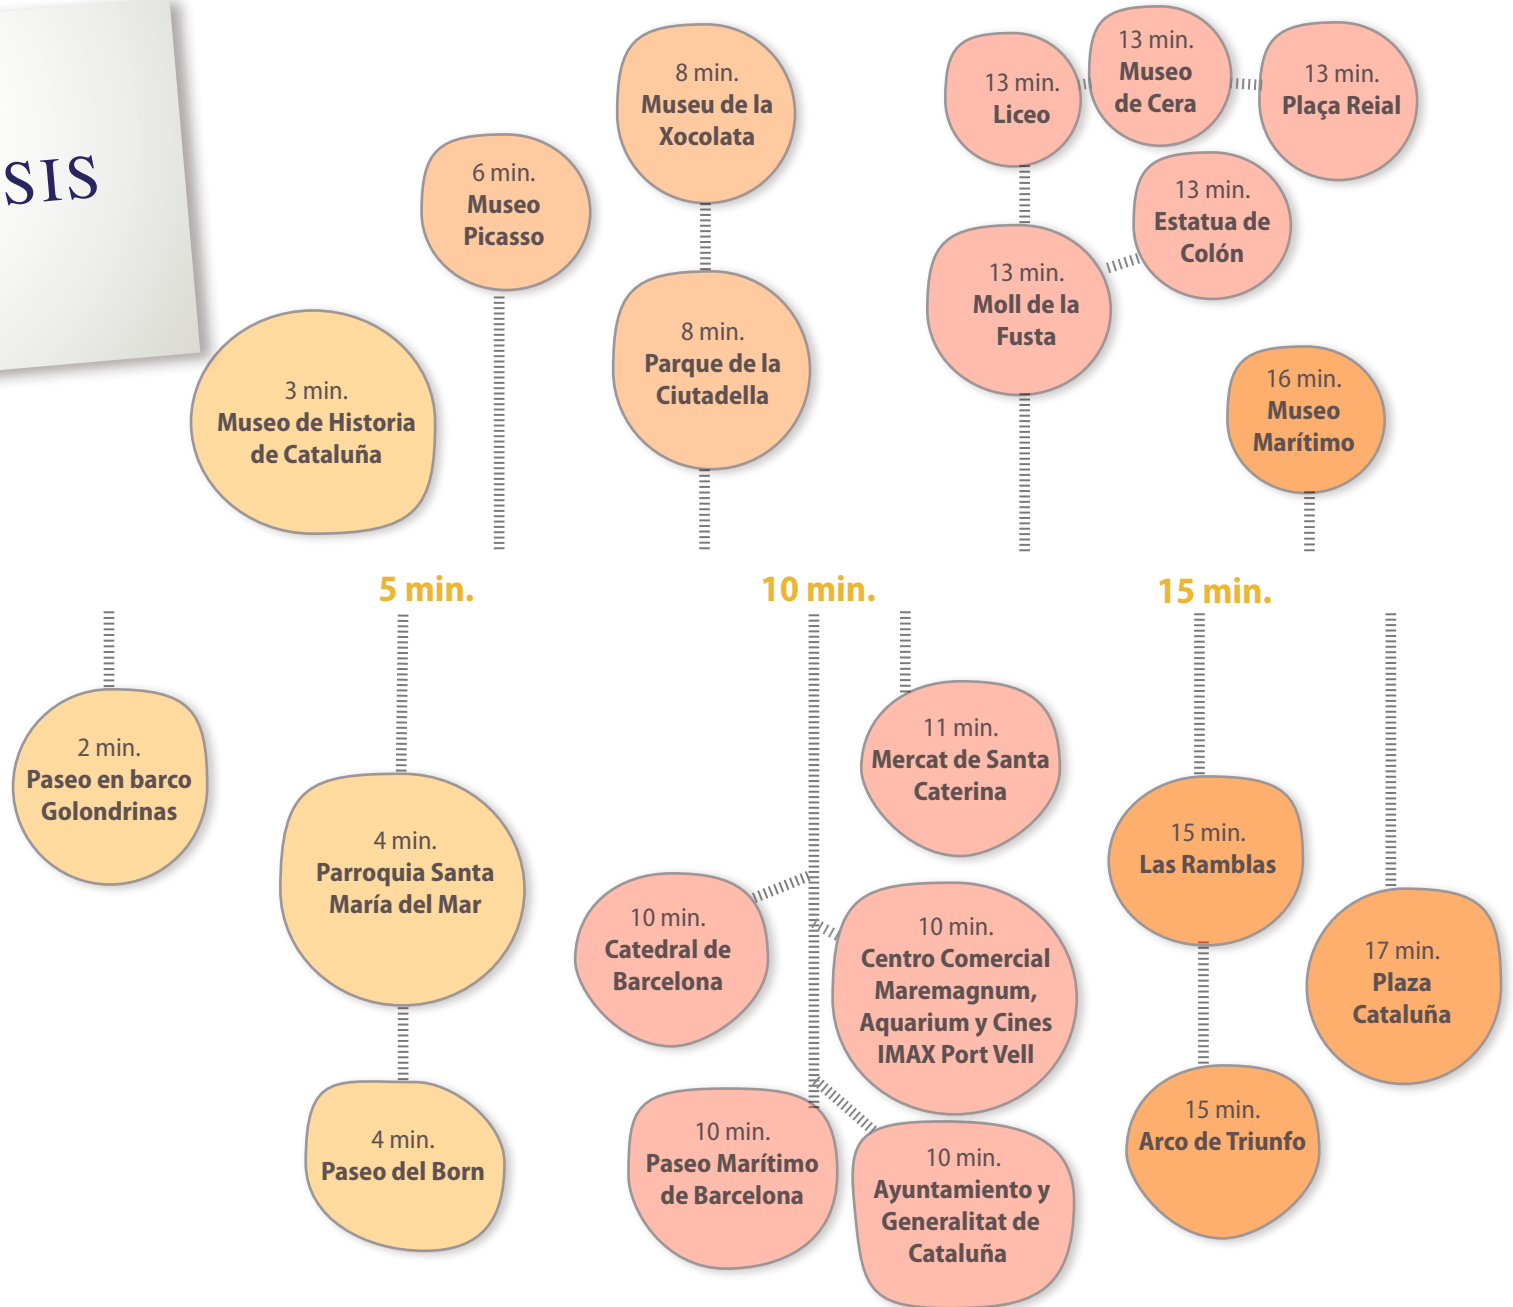 SIS
8 min.
Museu de la
Xocolata
13 min.
Liceo
13 min.
Museo
de Cera
13 min.
Plaça Reial
6 min.
Museo
Picasso
13 min.
Estatua de
Colón
8 min.
Parque de la
Ciutadella
13 min.
Moll de la
Fusta
3 min.
Museo de Historia
de Cataluña
16 min.
Museo
Marítimo
5 min.
10 min.
15 min.
2 min.
Paseo en barco
Golondrinas
4 min.
Parroquia Santa
María del Mar
11 min.
Mercat de Santa
Caterina
15 min.
Las Ramblas
10 min.
Catedral de
Barcelona
10 min.
Centro Comercial
Maremagnum,
Aquarium y Cines
IMAX Port Vell
17 min.
Plaza
Cataluña
4 min.
Paseo del Born
10 min.
Paseo Marítimo
de Barcelona
10 min.
Ayuntamiento y
Generalitat de
Cataluña
15 min.
Arco de Triunfo